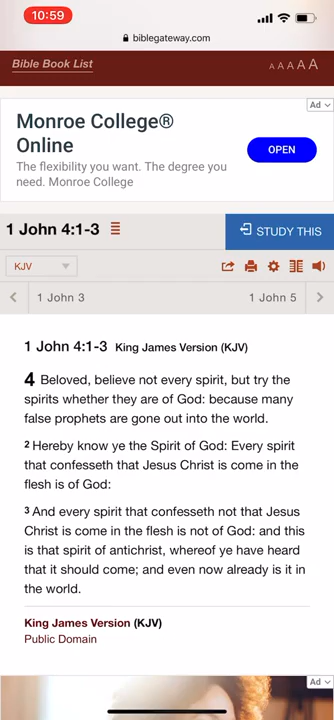 10:59
biblegateway.com
Bible Book List
A A A A A
Ad
Monroe College®
Online
The flexibility you want. The degree you
need. Monroe College
OPEN
1 John 4:1-3
STUDY THIS
KJV
1 John 3
1 John 5
1 John 4:1-3 King James Version (KJV)
4 Beloved, believe not every spirit, but try the
spirits whether they are of God: because many
false prophets are gone out into the world.
2 Hereby know ye the Spirit of God: Every spirit
that confesseth that Jesus Christ is come in the
flesh is of God:
3 And every spirit that confesseth not that Jesus
Christ is come in the flesh is not of God: and this
is that spirit of antichrist, whereof ye have heard
that it should come; and even now already is it in
the world.
King James Version (KJV)
Public Domain
Ad